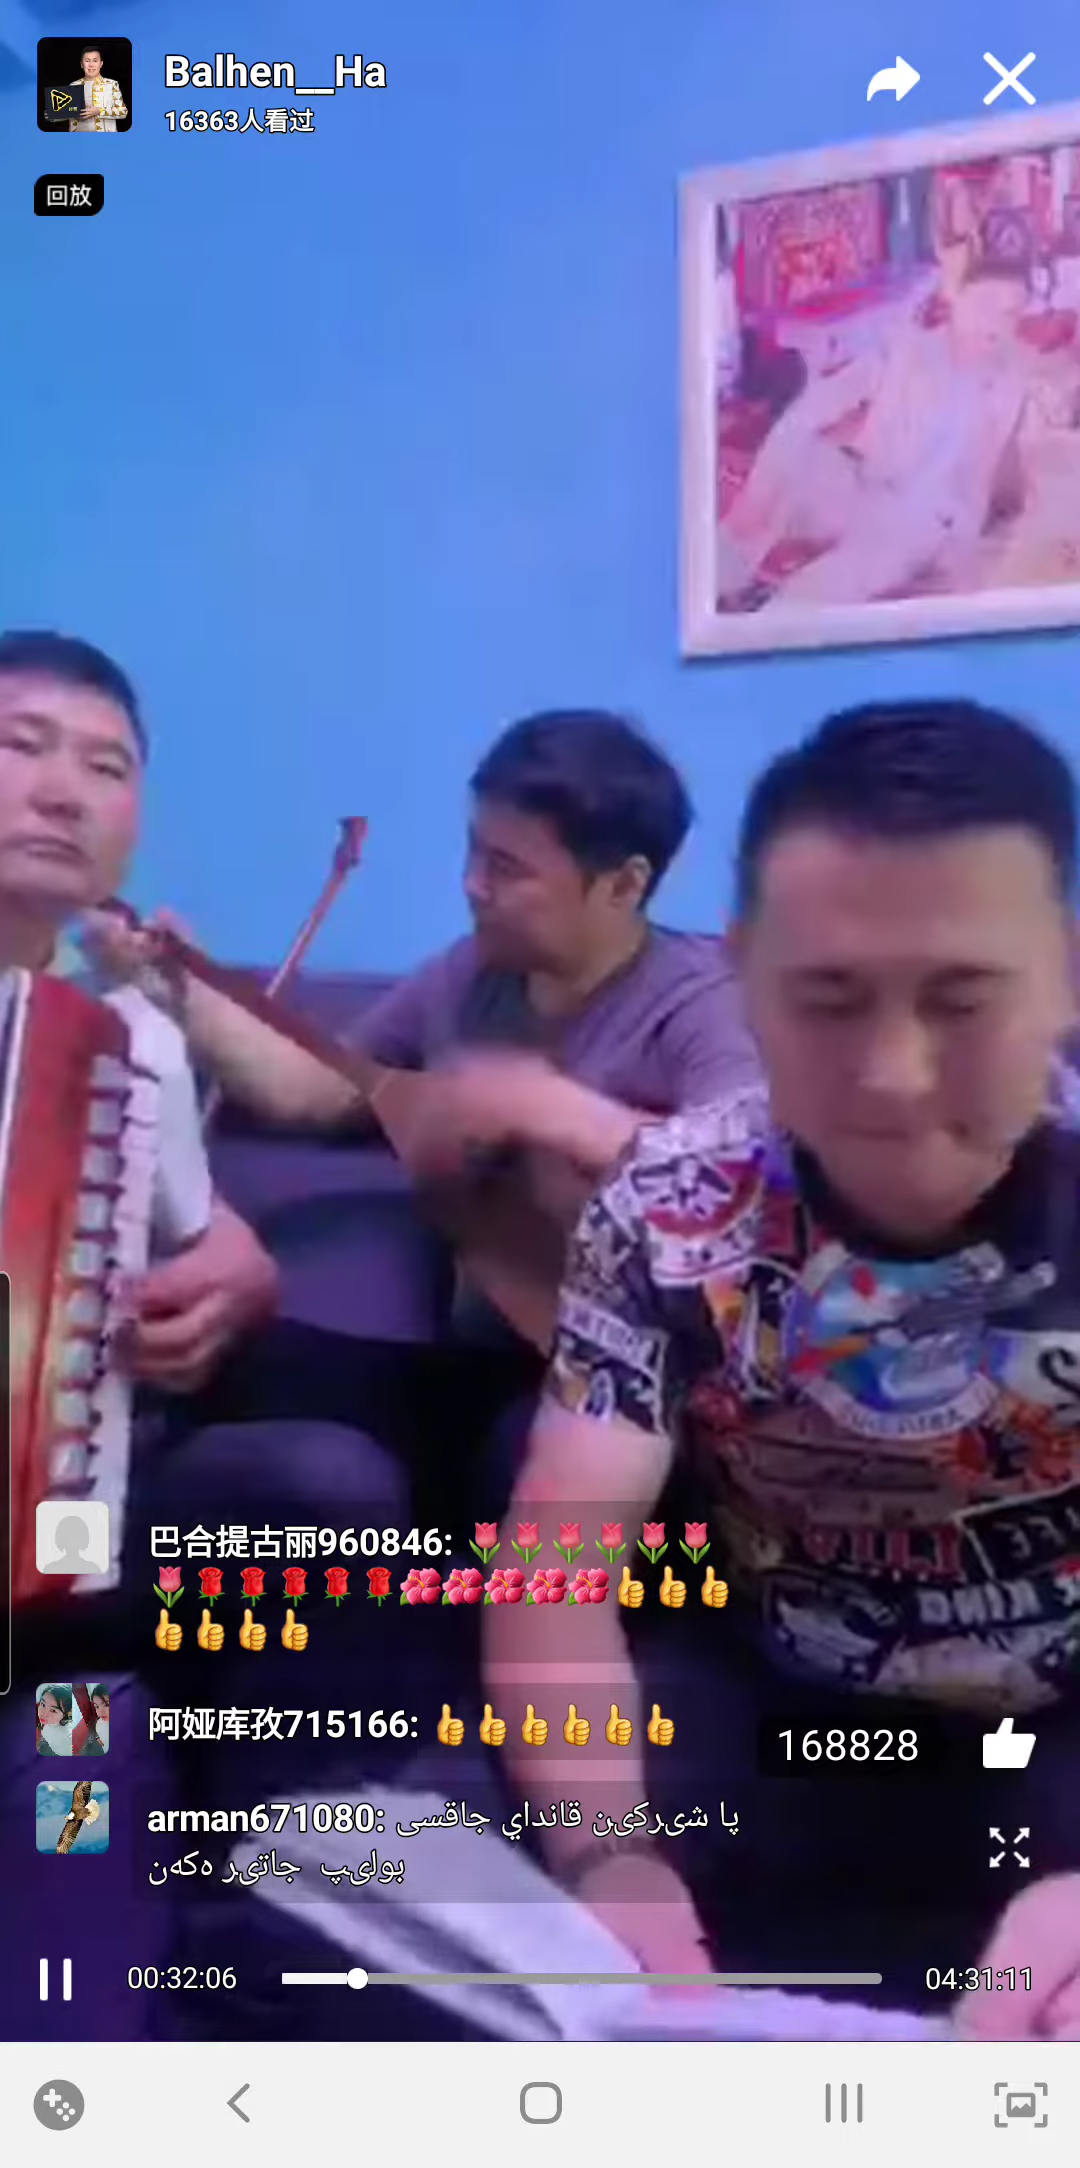 Balhen__Ha
16363人看过
回放
巴合提古丽960846: 🌷🌷🌷🌷🌷🌷
🌷🌹🌹🌹🌹🌹🌺🌺🌺🌺🌺👍👍👍
👍👍👍👍
阿娅库孜715166: 👍👍👍👍👍👍
168828
arman671080: پا شىركىن قانداي جاقسى
بولىپ جاتىر ەكەن
00:32:06
04:31:11